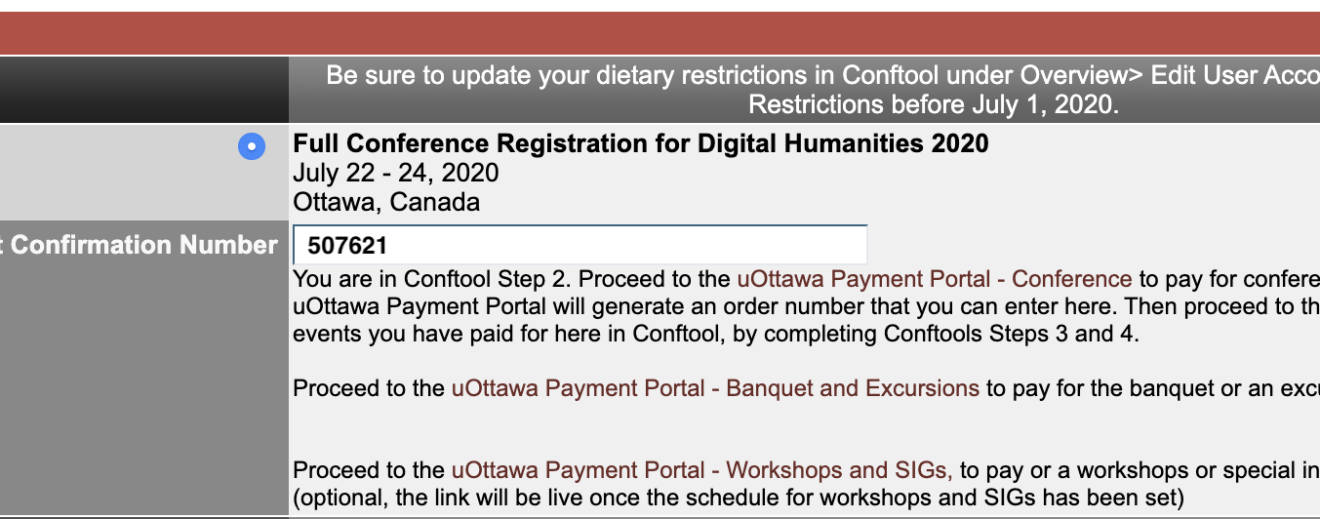 Be sure to update your dietary restrictions in Conftool under Overview> Edit User
Restrictions before July 1, 2020.
Full Conference Registration for Digital Humanities 2020
July 22 - 24, 2020
Ottawa, Canada
Confirmation Number
507621
You are in Conftool Step 2. Proceed to the uOttawa Payment Portal - Conference to pay for
uOttawa Payment Portal will generate an order number that you can enter here. Then proceed to
events you have paid for here in Conftool, by completing Conftools Steps 3 and 4.
Proceed to the uOttawa Payment Portal - Banquet and Excursions to pay for the banquet or an
Proceed to the uOttawa Payment Portal - Workshops and SIGs, to pay or a workshops or special
(optional, the link will be live once the schedule for workshops and SIGs has been set)